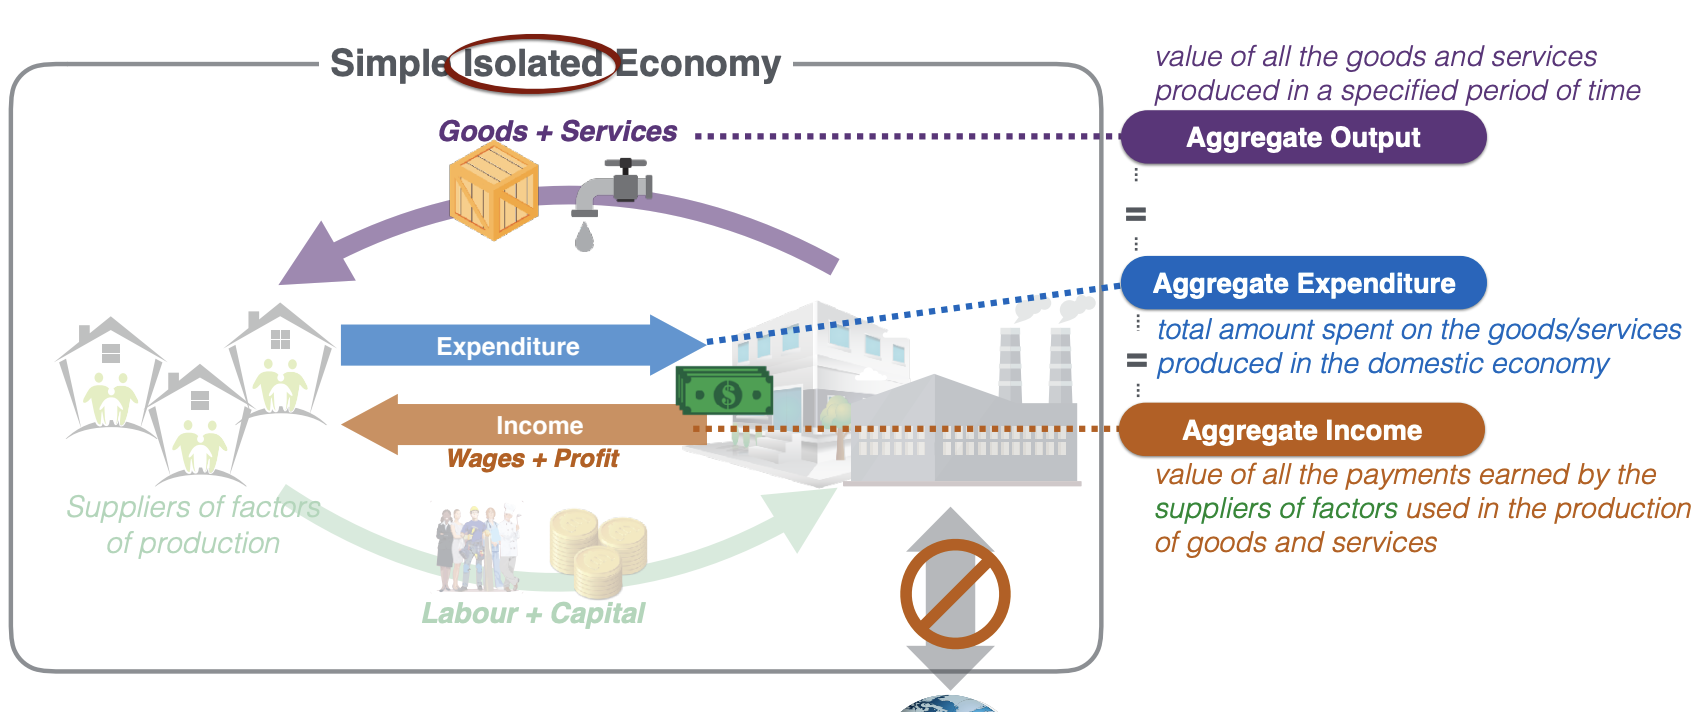 Simple Isolated Economy
value of all the goods and services
produced in a specified period of time
Goods + Services
Aggregate Output
=
Aggregate Expenditure
total amount spent on the goods/services
produced in the domestic economy
=
Expenditure
$
Income
Wages + Profit
Aggregate Income
value of all the payments earned by the
suppliers of factors used in the production
of goods and services
Suppliers of factors
of production
Labour + Capital